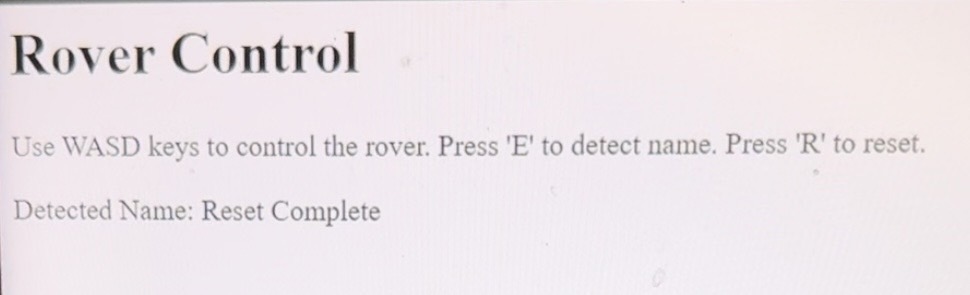 Rover Control
Use WASD keys to control the rover. Press 'E' to detect name. Press 'R' to reset.
Detected Name: Reset Complete